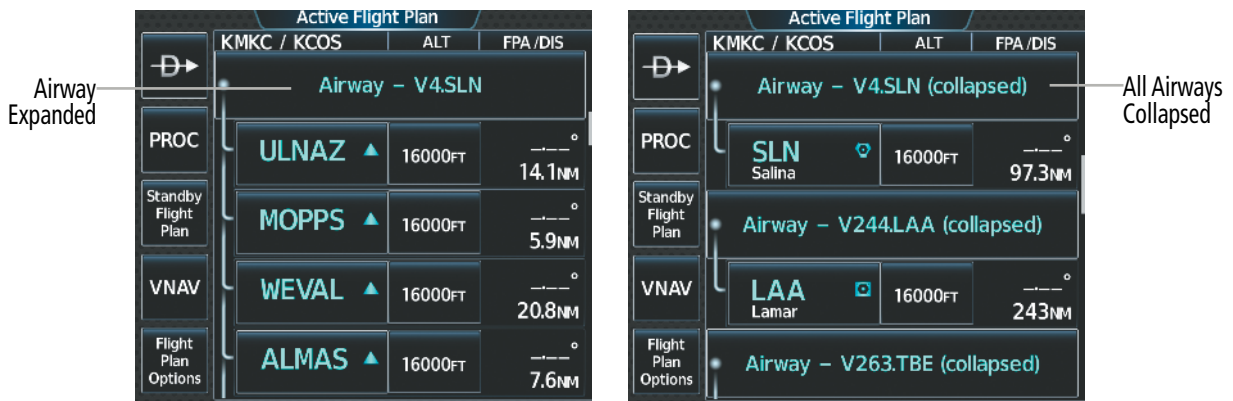 Airway
Expanded
Active Flight Plan
KMKC / KCOS ALT FPA/DIS
Airway – V4.SLN
PROC
Standby
Flight
Plan
VNAV
Flight
Plan
Options
ULNAZ 16000FT _._ _°
14.1NM
MOPPS 16000FT _._ _°
5.9NM
WEVAL 16000FT _._ _°
20.8NM
ALMAS 16000FT _._ _°
7.6NM
Active Flight Plan
KMKC / KCOS ALT FPA/DIS
Airway – V4.SLN (collapsed)
PROC
Standby
Flight
Plan
VNAV
Flight
Plan
Options
SLN 16000FT _._ _°
Salina 97.3NM
Airway – V244.LAA (collapsed)
LAA 16000FT _._ _°
Lamar 243NM
Airway – V263.TBE (collapsed)
All Airways
Collapsed